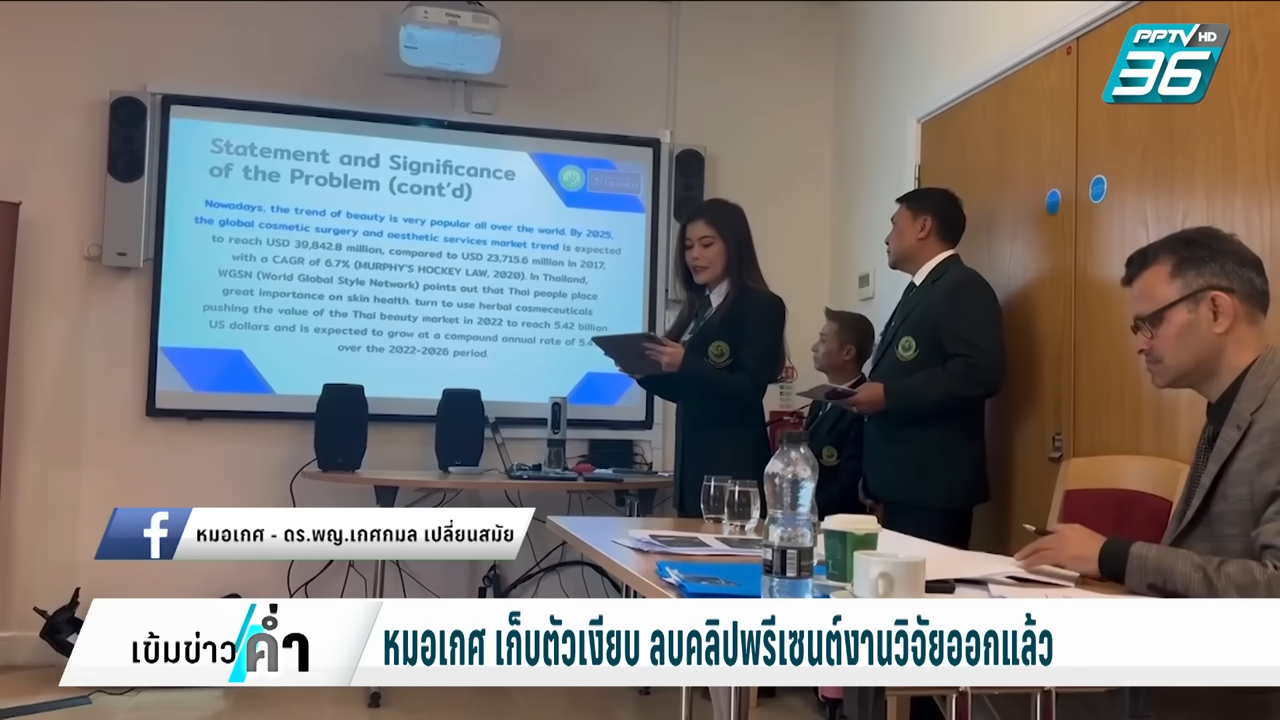 EPSON
PPTV HD
36
Statement and Significance
of the Problem (cont'd)
Nowadays, the trend of beauty is very popular all over the world. By 2025,
the global cosmetic surgery and aesthetic services market trend is expected
to reach USD 39,842.8 million, compared to USD 23,715.6 million in 2017,
with a CAGR of 6.7% (MURPHY'S HOCKEY LAW, 2020). In Thailand,
WGSN (World Global Style Network) points out that Thai people place
great importance on skin health, turn to use herbal cosmeceuticals
pushing the value of the Thai beauty market in 2022 to reach 5.42 billion
US dollars and is expected to grow at a compound annual rate of 5.4
over the 2022-2026 period.
f หมอเกศ - ดร.พญ.เกศกมล เปลี่ยนสมัย
เข้มข่าวค่ำ
หมอเกศ เก็บตัวเงียบ ลบคลิปพรีเซนต์งานวิจัยออกแล้ว